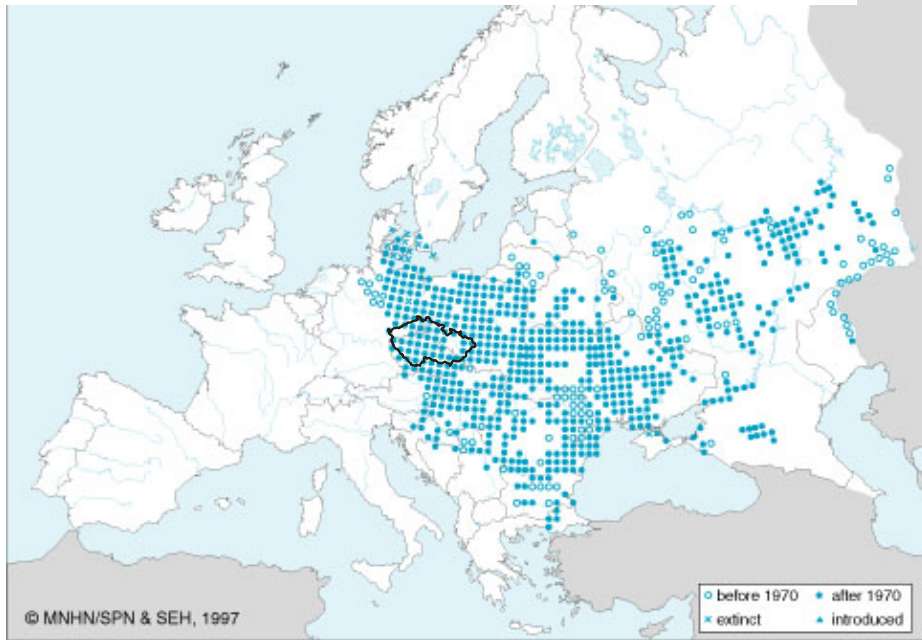 before 1970 after 1970
extinct introduced
© MNHN/SPN & SEH, 1997